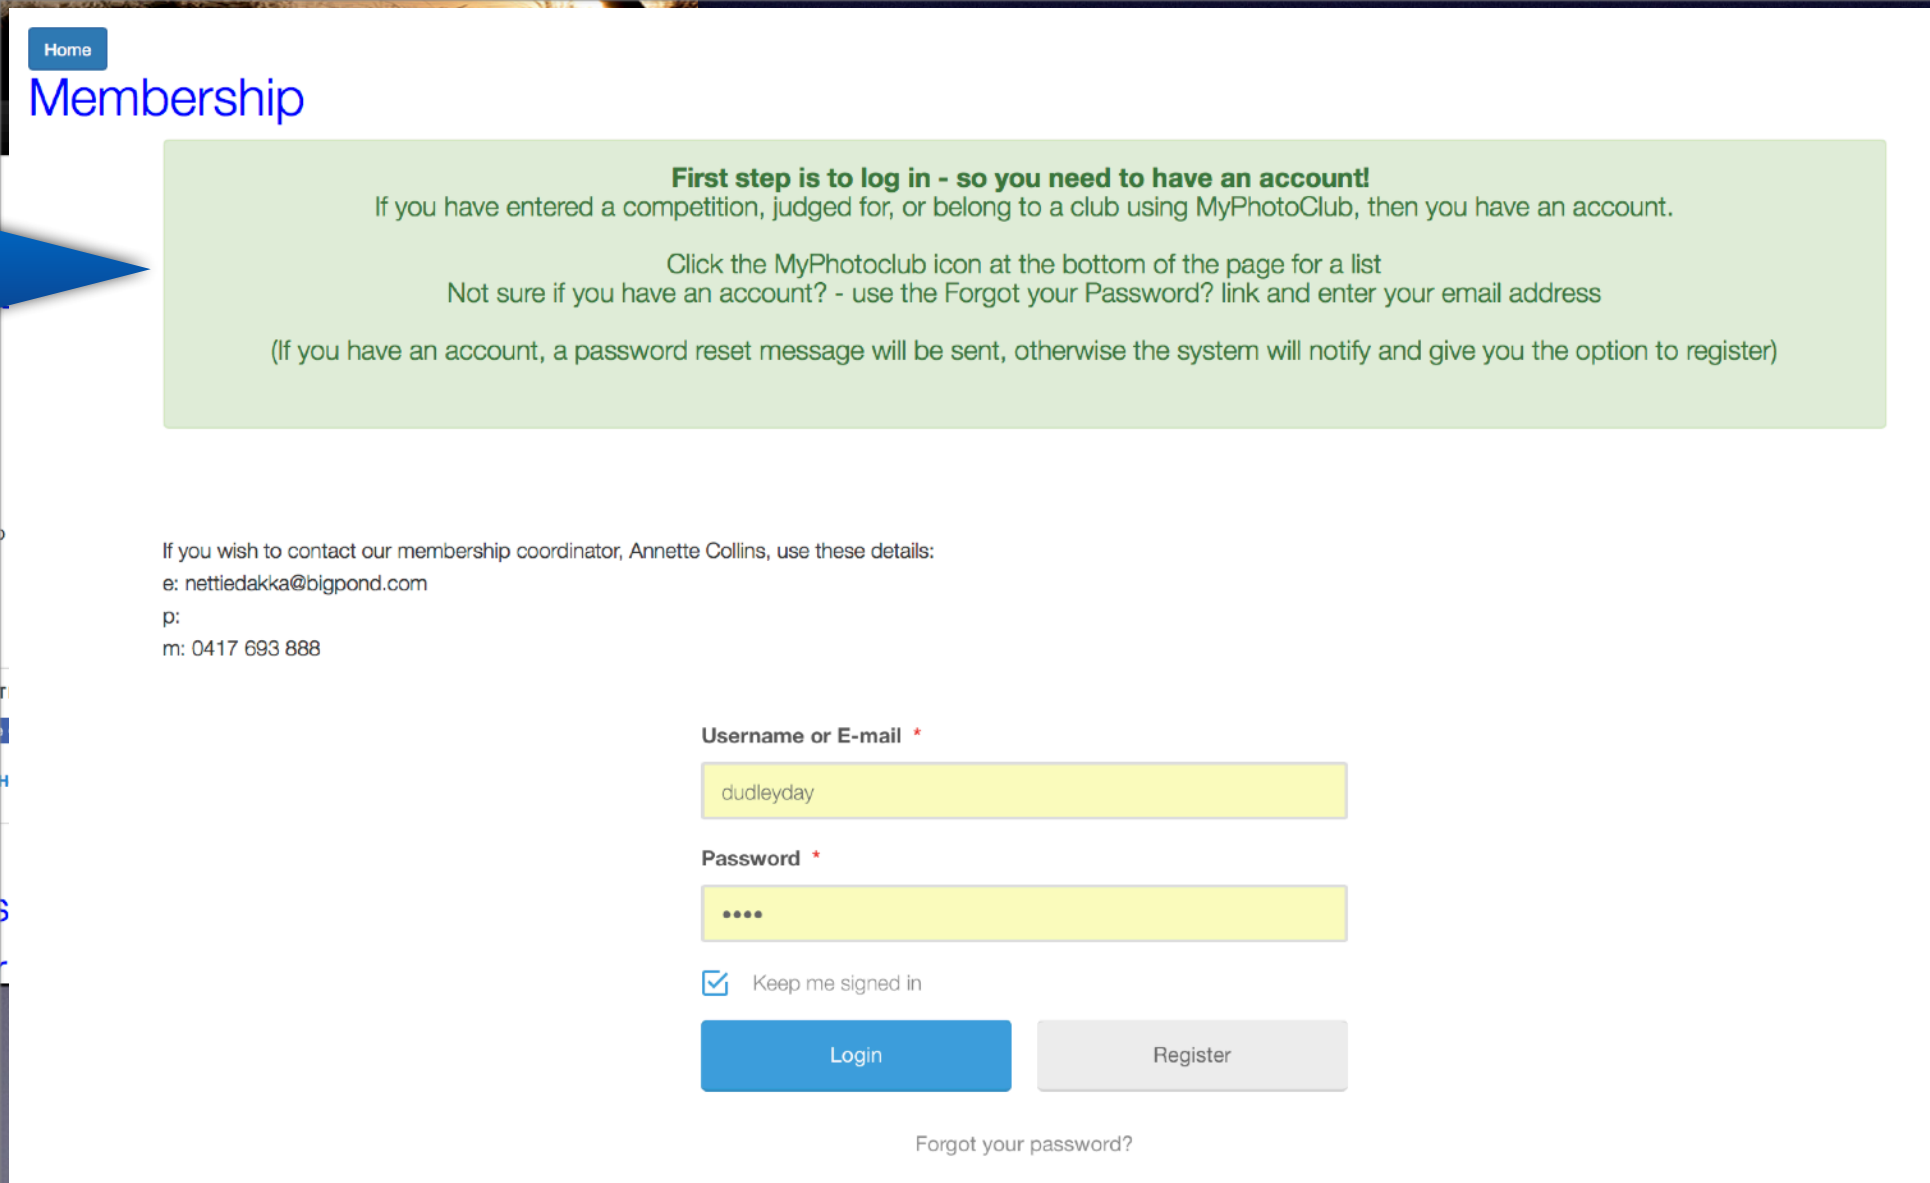 Home
Membership
First step is to log in - so you need to have an account!
If you have entered a competition, judged for, or belong to a club using MyPhotoClub, then you have an account.
Click the MyPhotoclub icon at the bottom of the page for a list
Not sure if you have an account? - use the Forgot your Password? link and enter your email address
(If you have an account, a password reset message will be sent, otherwise the system will notify and give you the option to register)
If you wish to contact our membership coordinator, Annette Collins, use these details:
e: nettiedakka@bigpond.com
p:
m: 0417 693 888
Username or E-mail *
dudleyday
Password *
••••
Keep me signed in
Login
Register
Forgot your password?